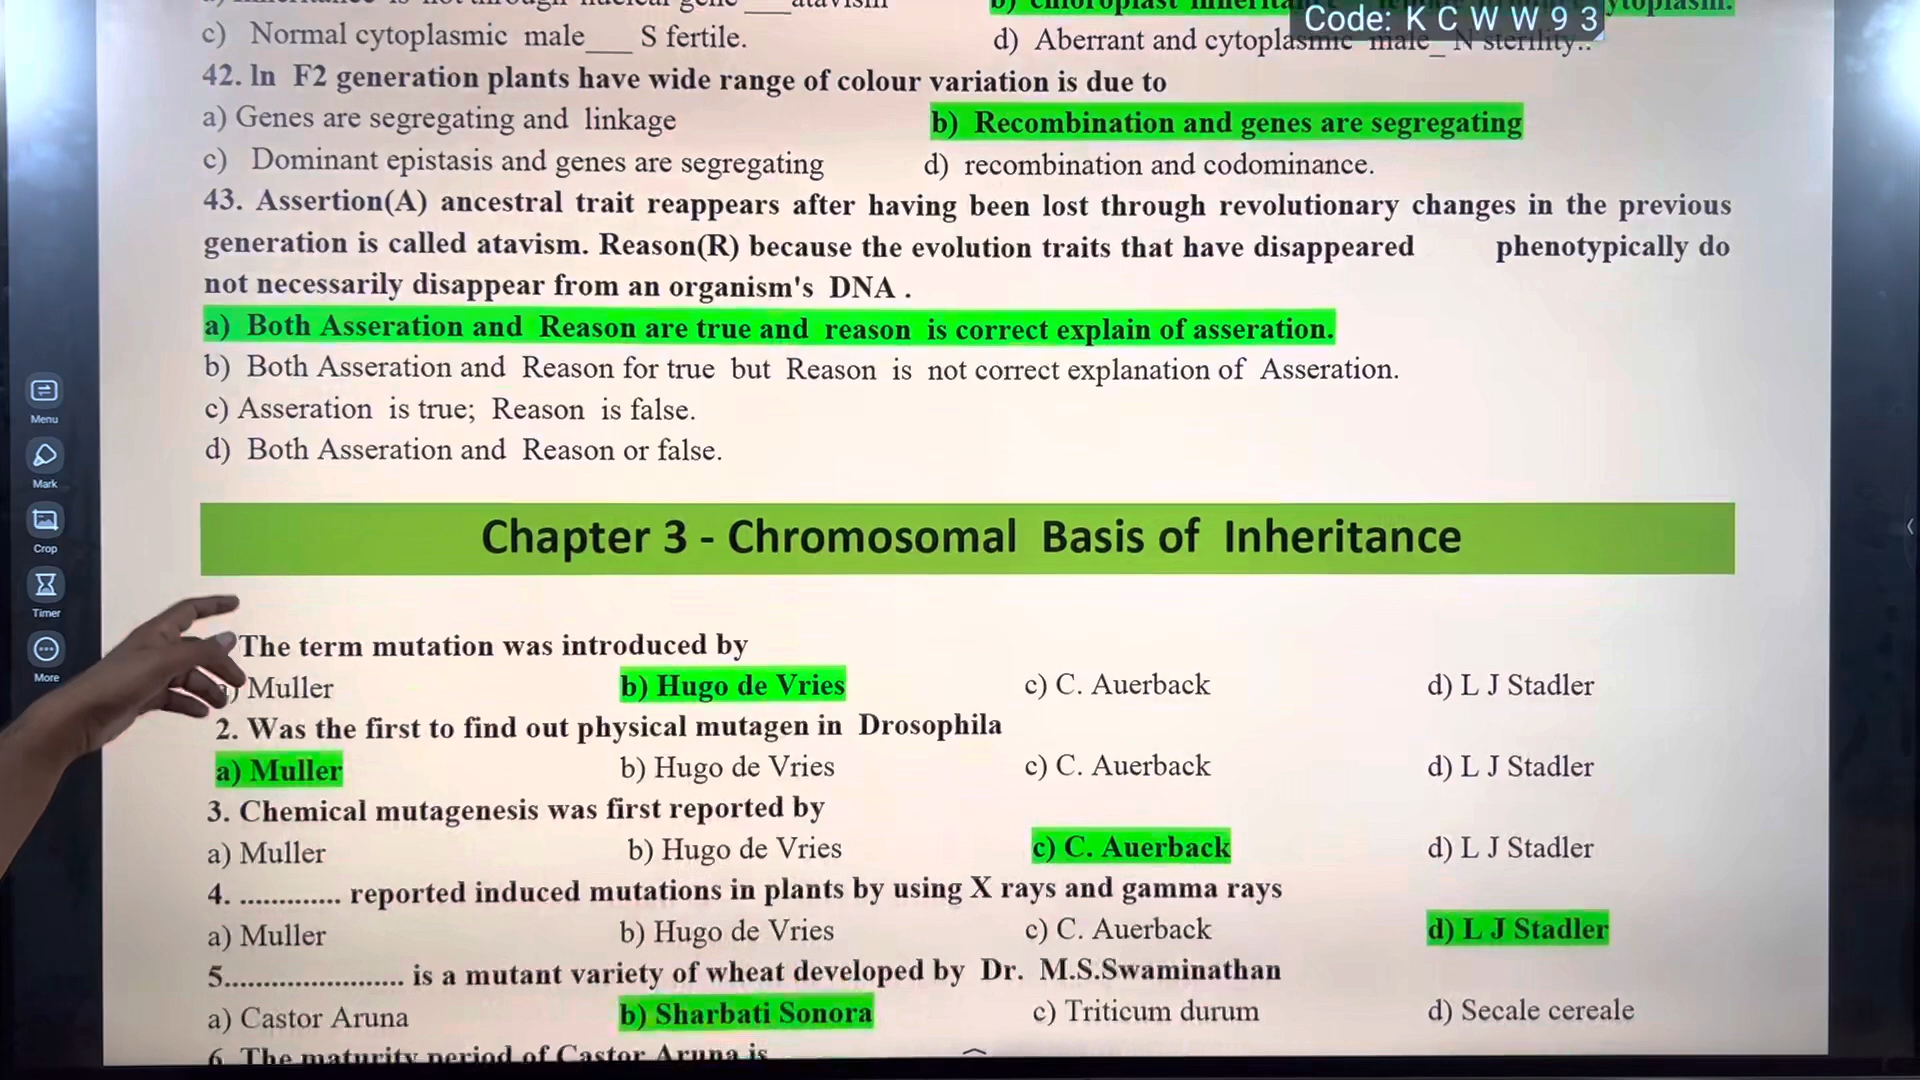 Code: K C W W 9 3
c) Normal cytoplasmic male___ S fertile. d) Aberrant and cytoplasmic male_ N sterility..
42. ln F2 generation plants have wide range of colour variation is due to
a) Genes are segregating and linkage b) Recombination and genes are segregating
c) Dominant epistasis and genes are segregating d) recombination and codominance.
43. Assertion(A) ancestral trait reappears after having been lost through revolutionary changes in the previous
generation is called atavism. Reason(R) because the evolution traits that have disappeared phenotypically do
not necessarily disappear from an organism's DNA .
a) Both Asseration and Reason are true and reason is correct explain of asseration.
b) Both Asseration and Reason for true but Reason is not correct explanation of Asseration.
c) Asseration is true; Reason is false.
d) Both Asseration and Reason or false.
Menu
Mark
Crop
Timer
More
Chapter 3 - Chromosomal Basis of Inheritance
The term mutation was introduced by
) Muller b) Hugo de Vries c) C. Auerback d) L J Stadler
2. Was the first to find out physical mutagen in Drosophila
a) Muller b) Hugo de Vries c) C. Auerback d) L J Stadler
3. Chemical mutagenesis was first reported by
a) Muller b) Hugo de Vries c) C. Auerback d) L J Stadler
4. ............. reported induced mutations in plants by using X rays and gamma rays
a) Muller b) Hugo de Vries c) C. Auerback d) L J Stadler
5....................... is a mutant variety of wheat developed by Dr. M.S.Swaminathan
a) Castor Aruna b) Sharbati Sonora c) Triticum durum d) Secale cereale
6. The maturity period of Castor Aruna is